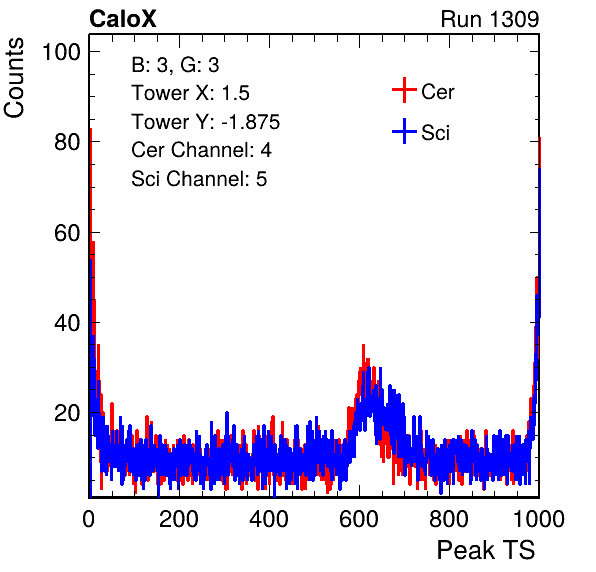 CaloX Run 1309
Counts
100
80
60
40
20
B: 3, G: 3
Tower X: 1.5
Tower Y: -1.875
Cer Channel: 4
Sci Channel: 5
Cer
Sci
0 200 400 600 800 1000
Peak TS